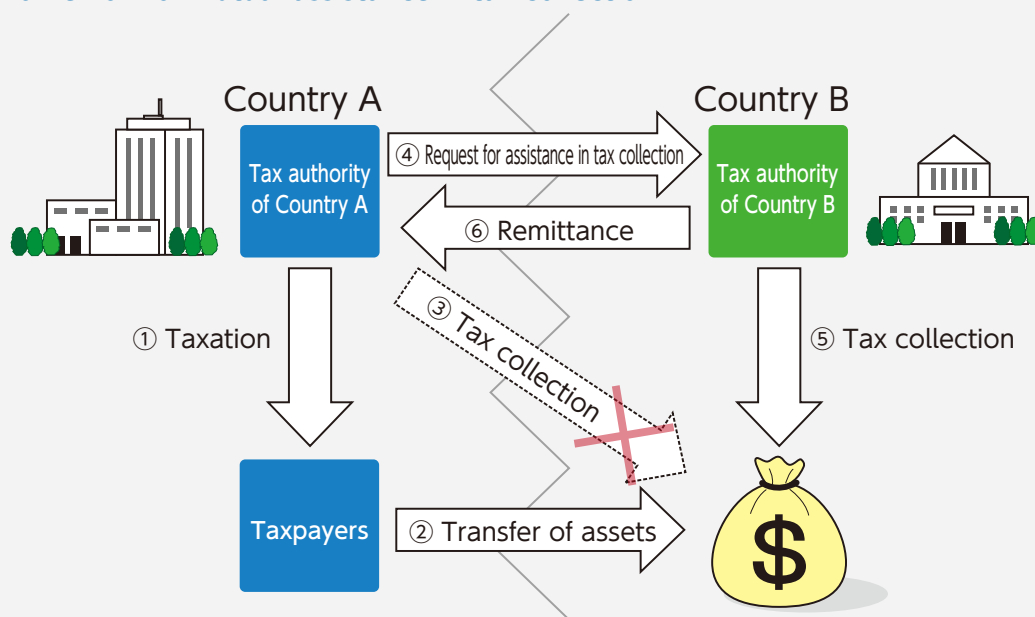 Country A
Country B
Tax authority
of Country A
④ Request for assistance in tax collection
Tax authority
of Country B
⑥ Remittance
① Taxation
③ Tax collection
⑤ Tax collection
Taxpayers
② Transfer of assets
$